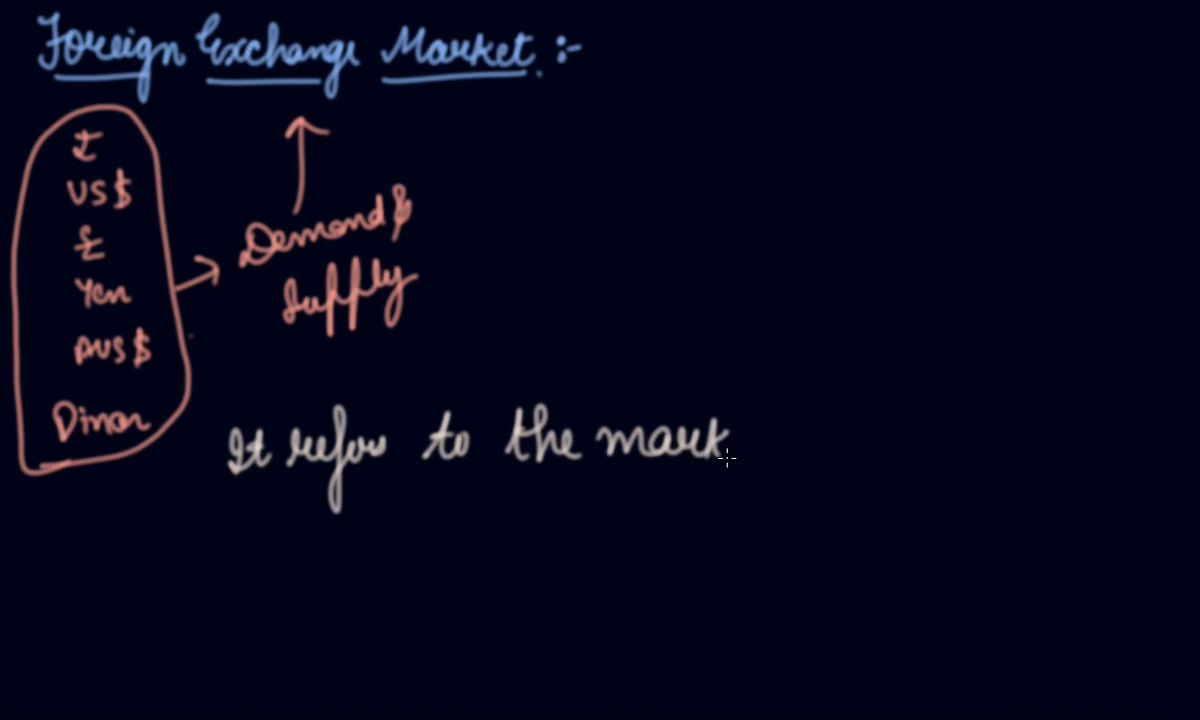 Foreign Exchange Market :-
₹
US $
£
Yen
AUS $
Dinar
Demand &
Supply
It refers to the mark